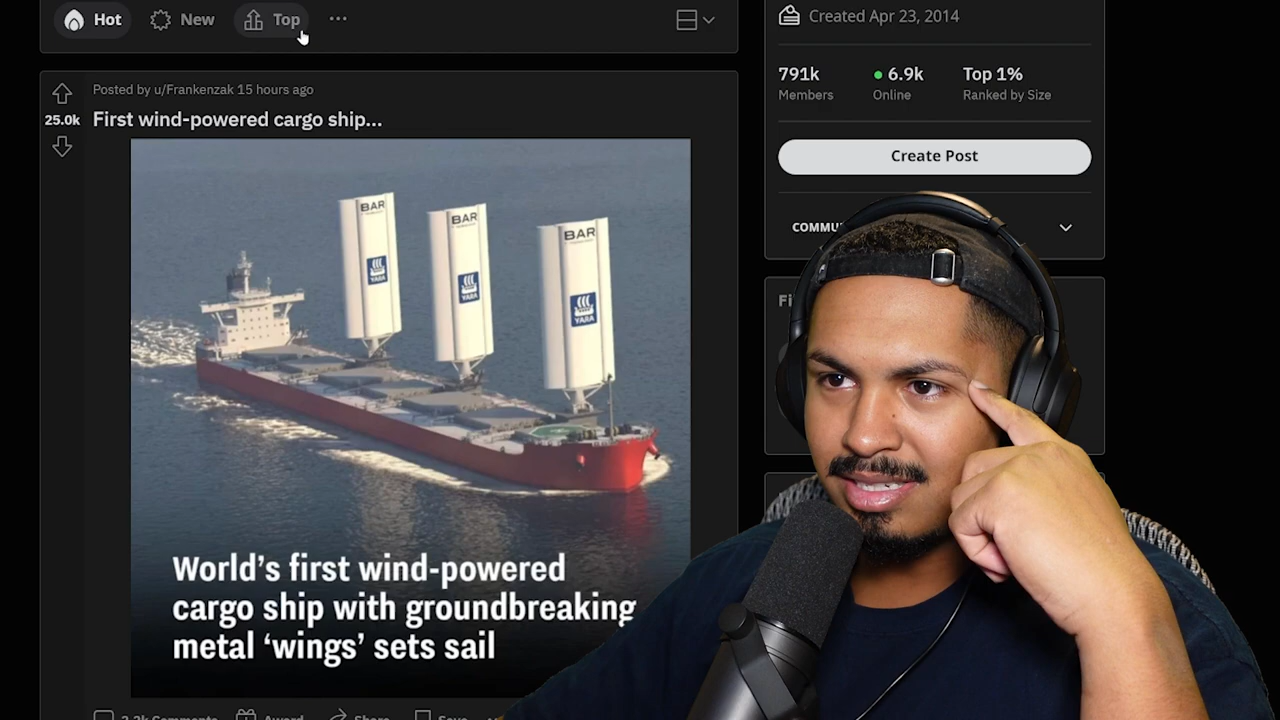 Hot
New
Top
Created Apr 23, 2014
791k
6.9k
Top 1%
Members
Online
Ranked by Size
Create Post
Posted by u/Frankenzak 15 hours ago
25.0k
First wind-powered cargo ship...
BAR
BAR
BAR
YARA
YARA
YARA
World's first wind-powered
cargo ship with groundbreaking
metal 'wings' sets sail
Comments
Award
Share
Save